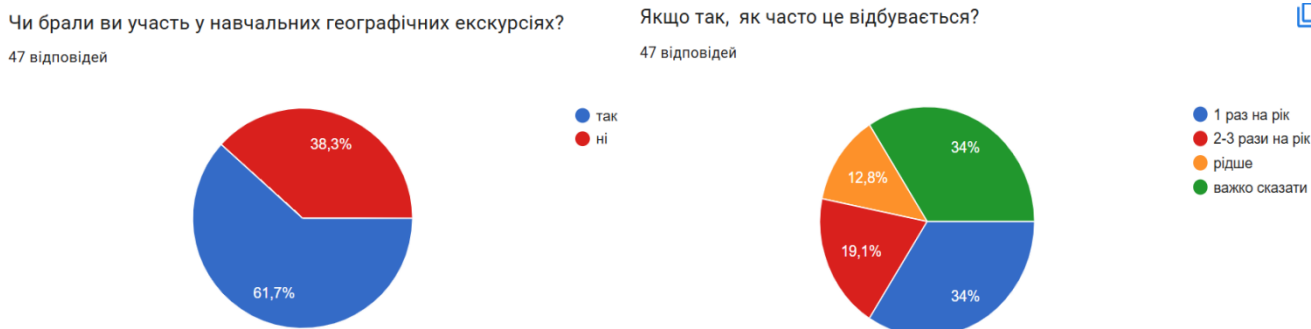 Чи брали ви участь у навчальних географічних екскурсіях?
47 відповідей
так
ні
38,3%
61,7%
Якщо так, як часто це відбувається?
47 відповідей
1 раз на рік
2-3 рази на рік
рідше
важко сказати
34%
12,8%
19,1%
34%